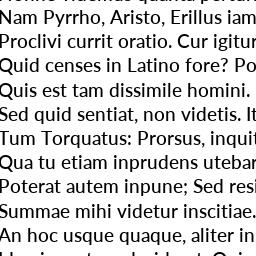 Nam Pyrrho, Aristo, Erillus iam
Proclivi currit oratio. Cur igitur
Quid censes in Latino fore? Po
Quis est tam dissimile homini.
Sed quid sentiat, non videtis. It
Tum Torquatus: Prorsus, inquit
Qua tu etiam inprudens utebar
Poterat autem inpune; Sed resi
Summae mihi videtur inscitiae.
An hoc usque quaque, aliter in